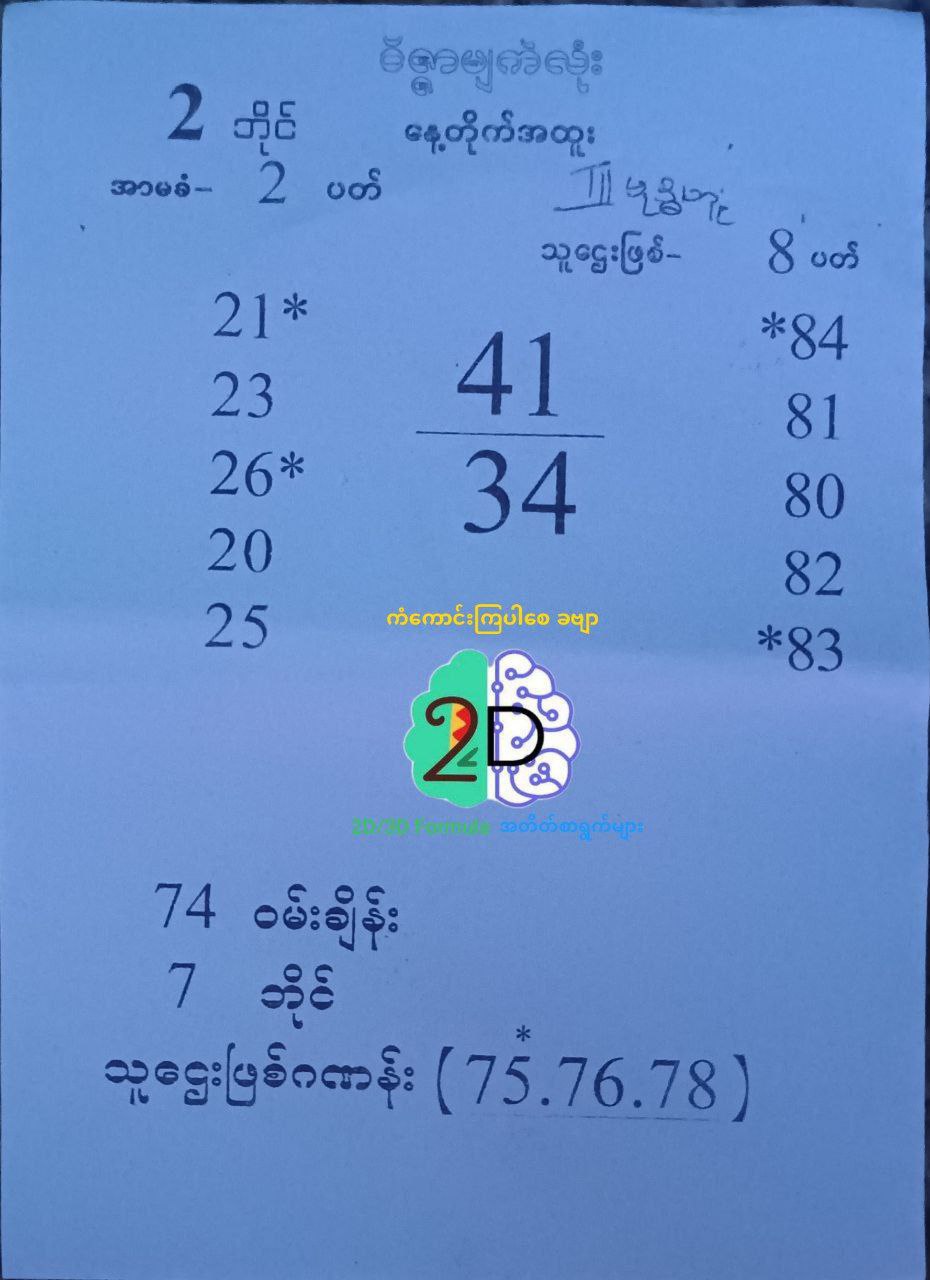 ဝိဇ္ဇာမျက်လုံး
2 ဘိုင်
နေ့တိုက်အထူး
အာမခံ- 2 ပတ်
သူဌေးဖြစ်- 8 ပတ်
21*
23
26*
20
25
41
34
*84
81
80
82
*83
ကံကောင်းကြပါစေ ခဗျာ
2D
2D/3D Formula အတိတ်စာရွက်များ
74 ဝမ်းချိန်း
7 ဘိုင်
*
သူဌေးဖြစ်ဂဏန်း (75.76.78)